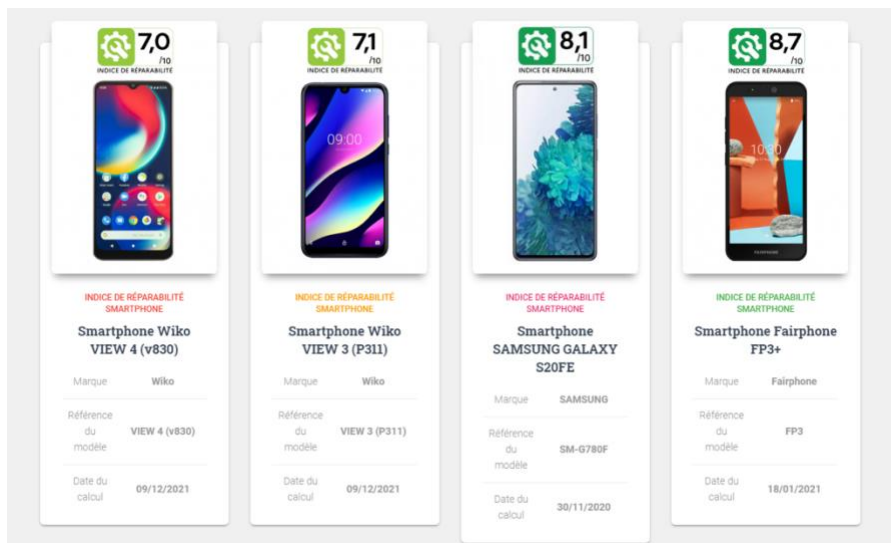 7,0
/10
INDICE DE RÉPARABILITÉ
INDICE DE RÉPARABILITÉ
SMARTPHONE
Smartphone Wiko
VIEW 4 (v830)
Marque Wiko
Référence
du
modèle
VIEW 4 (v830)
Date du
calcul
09/12/2021
7,1
/10
INDICE DE RÉPARABILITÉ
09:00
INDICE DE RÉPARABILITÉ
SMARTPHONE
Smartphone Wiko
VIEW 3 (P311)
Marque Wiko
Référence
du
modèle
VIEW 3 (P311)
Date du
calcul
09/12/2021
8,1
/10
INDICE DE RÉPARABILITÉ
INDICE DE RÉPARABILITÉ
SMARTPHONE
Smartphone
SAMSUNG GALAXY
S20FE
Marque SAMSUNG
Référence
du
modèle
SM-G780F
Date du
calcul
30/11/2020
8,7
/10
INDICE DE RÉPARABILITÉ
10:30
FAIRPHONE
INDICE DE RÉPARABILITÉ
SMARTPHONE
Smartphone Fairphone
FP3+
Marque Fairphone
Référence
du
modèle
FP3
Date du
calcul
18/01/2021